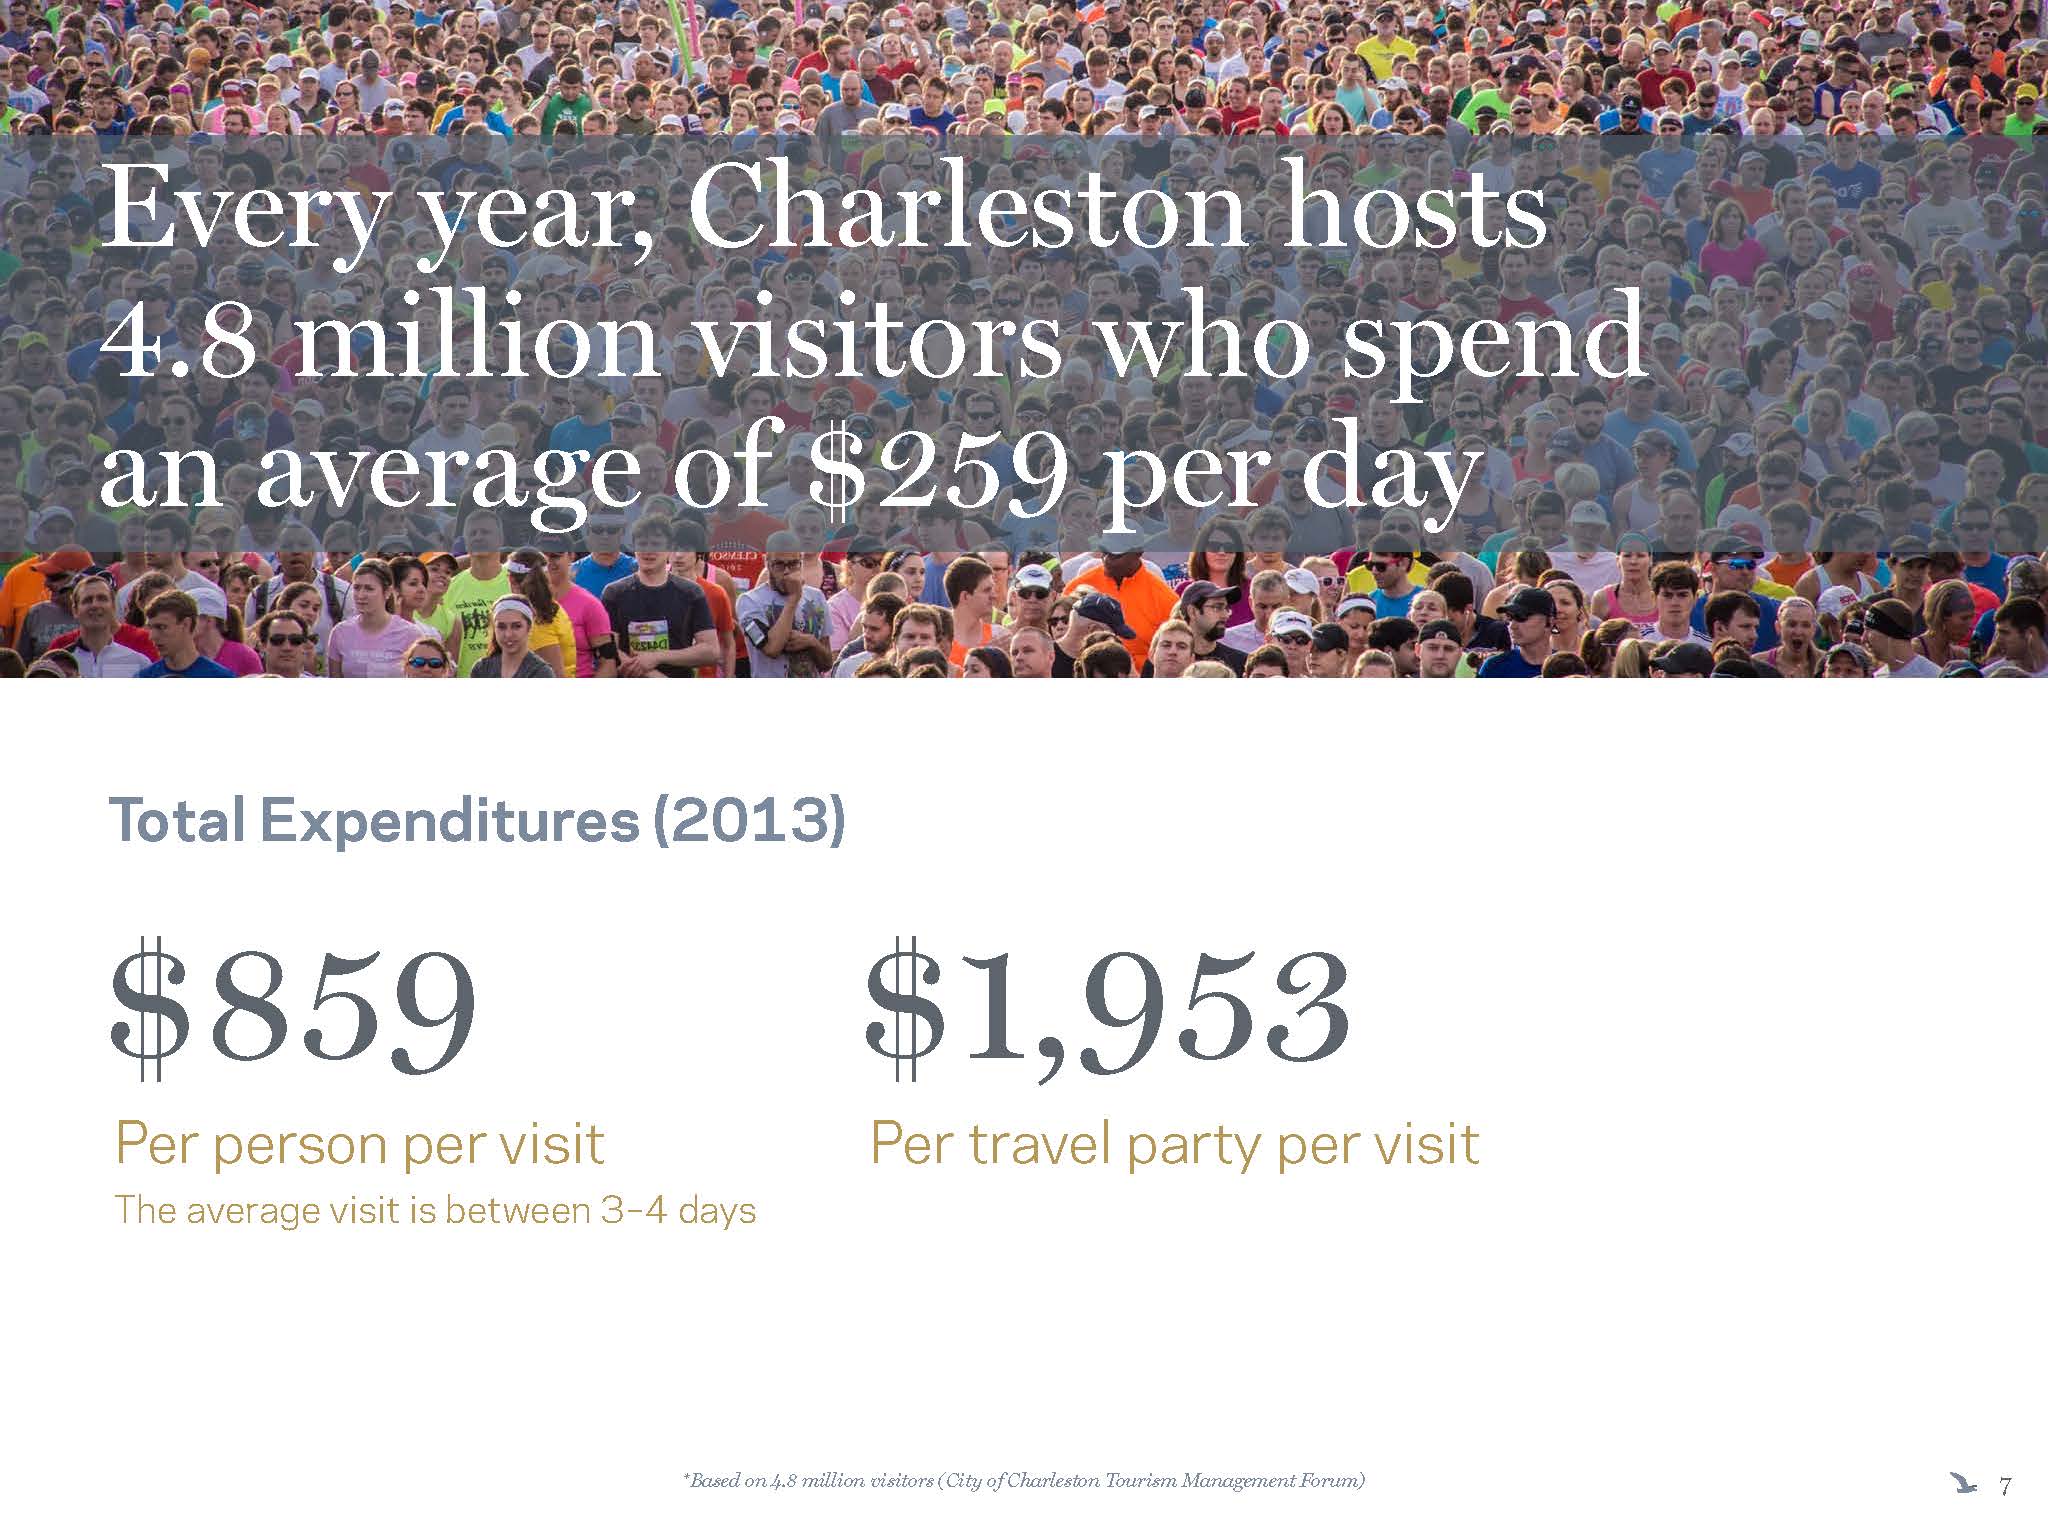 Every year, Charleston hosts
4.8 million visitors who spend
an average of $259 per day
Total Expenditures (2013)
$859
$1,953
Per person per visit
Per travel party per visit
The average visit is between 3–4 days
*Based on 4.8 million visitors (City of Charleston Tourism Management Forum)
7